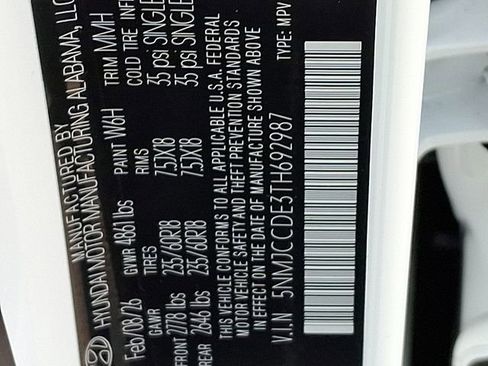 MANUFACTURED BY
HYUNDAI MOTOR MANUFACTURING ALABAMA, LLC
Feb/08/26 GVWR 4861 lbs PAINT W6H TRIM MMH
GAWR TIRES RIMS COLD TIRE INF
FRONT 2778 lbs 235/60R18 7.5JX18 35 psi SINGLE
REAR 2646 lbs 235/60R18 7.5JX18 35 psi SINGLE
THIS VEHICLE CONFORMS TO ALL APPLICABLE U.S.A. FEDERAL
MOTOR VEHICLE SAFETY AND THEFT PREVENTION STANDARDS
IN EFFECT ON THE DATE OF MANUFACTURE SHOWN ABOVE
V.I.N 5NMJCCDE3TH692987 TYPE: MPV